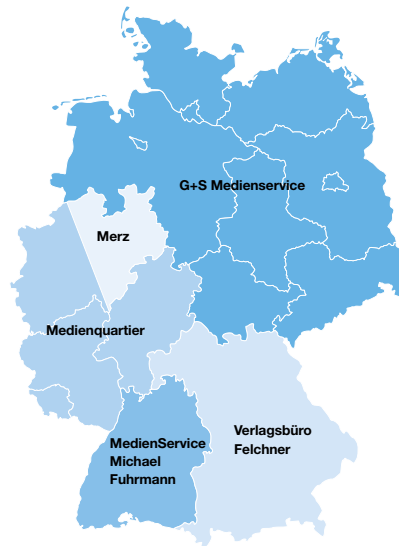 G+S Medienservice
Merz
Medienquartier
MedienService
Michael
Fuhrmann
Verlagsbüro
Felchner